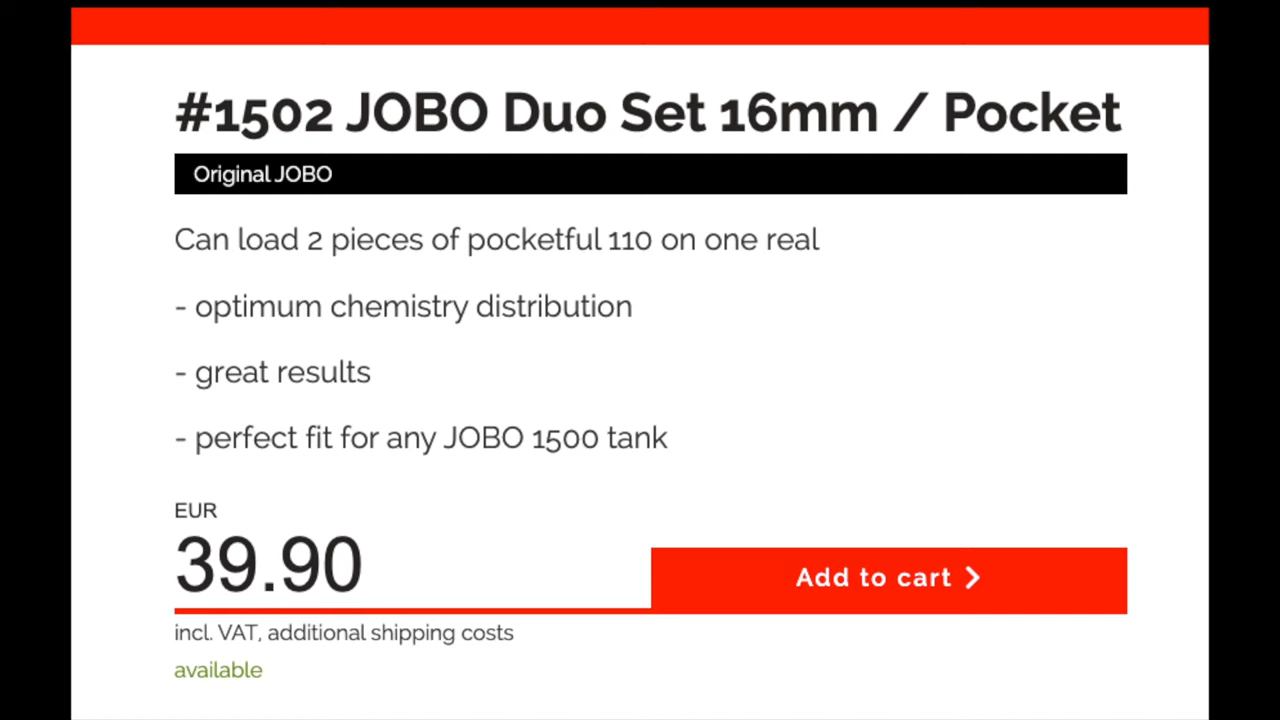 #1502 JOBO Duo Set 16mm / Pocket
Original JOBO
Can load 2 pieces of pocketful 110 on one real
- optimum chemistry distribution
- great results
- perfect fit for any JOBO 1500 tank
EUR
39.90
Add to cart
incl. VAT, additional shipping costs
available